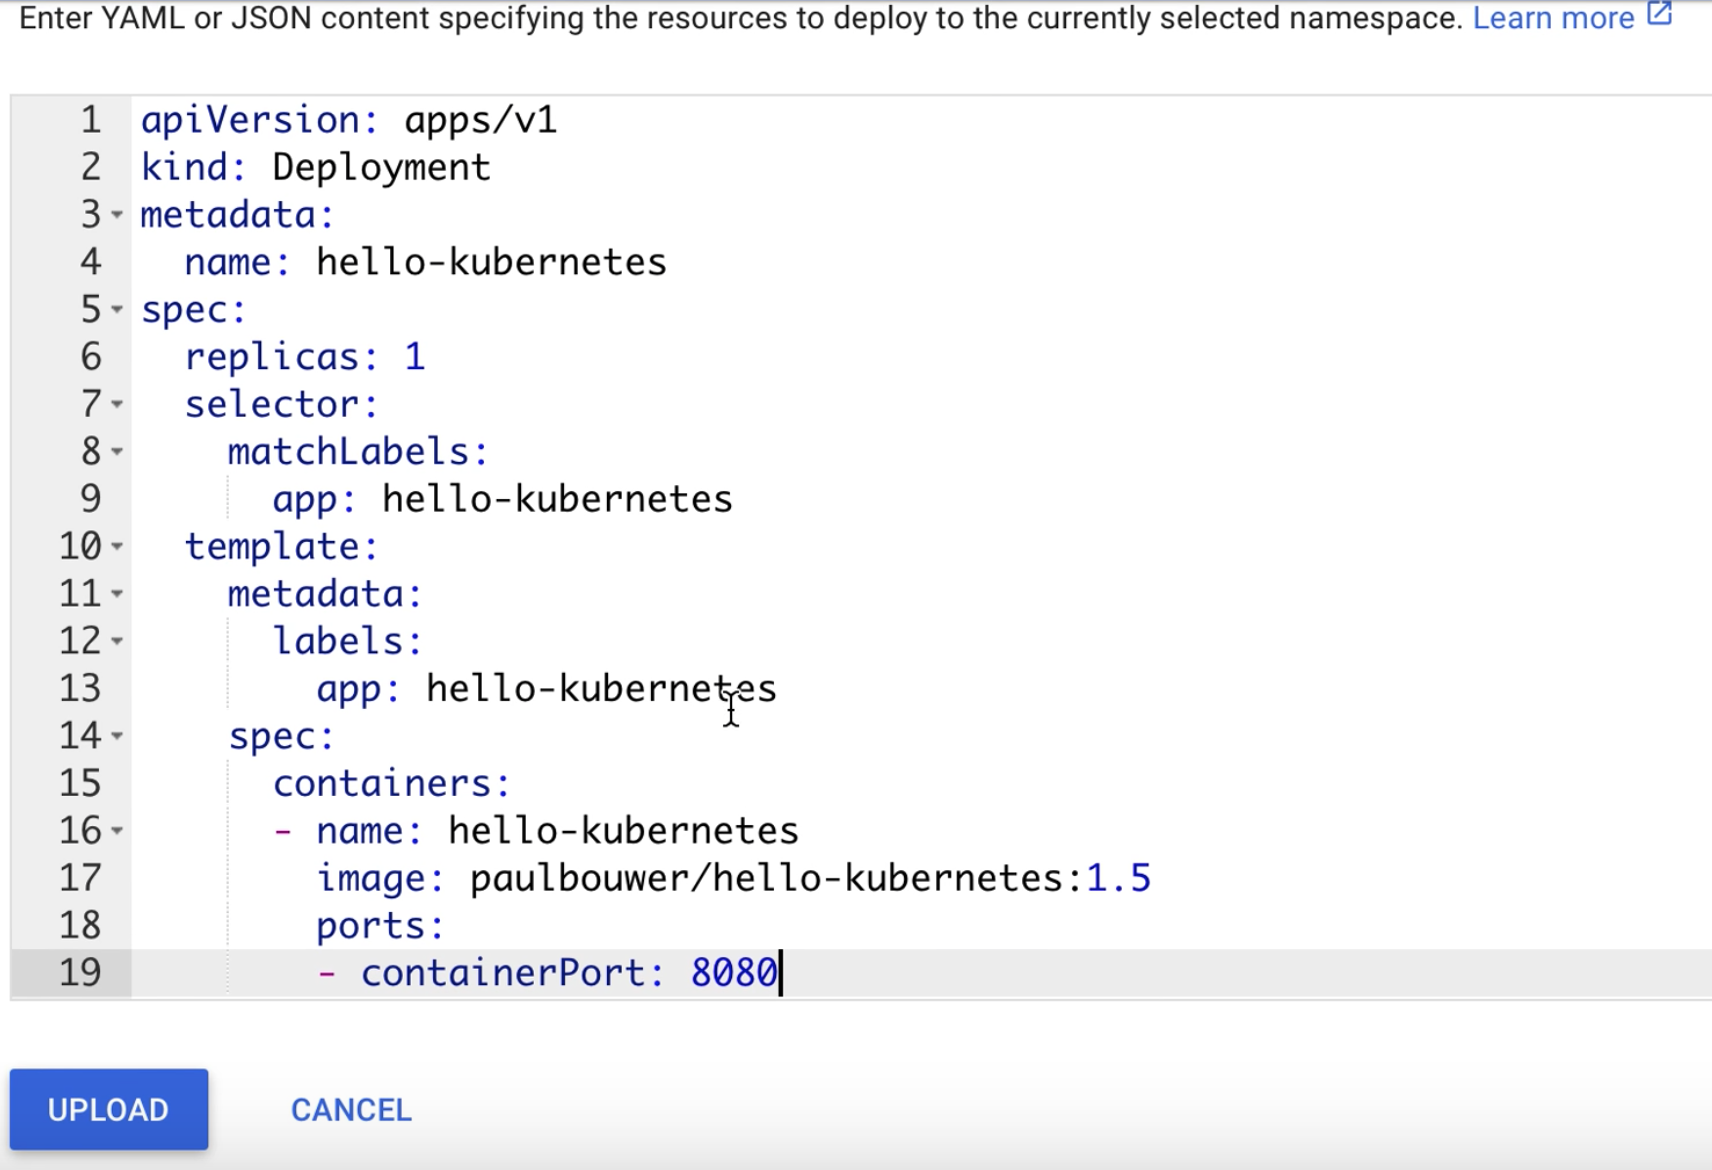 Enter YAML or JSON content specifying the resources to deploy to the currently selected namespace. Learn more
1 apiVersion: apps/v1
2 kind: Deployment
3 metadata:
4   name: hello-kubernetes
5 spec:
6   replicas: 1
7   selector:
8     matchLabels:
9       app: hello-kubernetes
10   template:
11     metadata:
12       labels:
13         app: hello-kubernetes
14     spec:
15       containers:
16       - name: hello-kubernetes
17         image: paulbouwer/hello-kubernetes:1.5
18         ports:
19         - containerPort: 8080
UPLOAD CANCEL